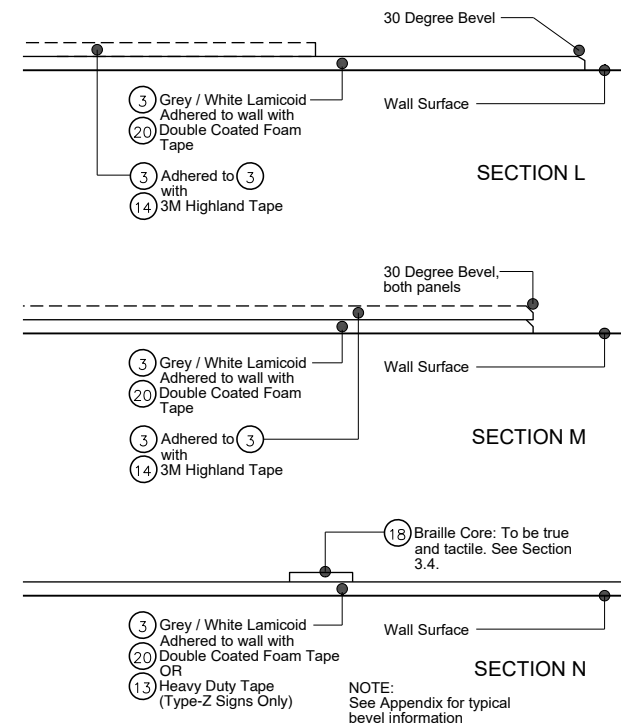 30 Degree Bevel
3 Grey / White Lamicoid
Adhered to wall with
20 Double Coated Foam
Tape
Wall Surface
3 Adhered to 3
with
14 3M Highland Tape
SECTION L
30 Degree Bevel,
both panels
3 Grey / White Lamicoid
Adhered to wall with
20 Double Coated Foam
Tape
Wall Surface
3 Adhered to 3
with
14 3M Highland Tape
SECTION M
18 Braille Core: To be true
and tactile. See Section
3.4.
3 Grey / White Lamicoid
Adhered to wall with
20 Double Coated Foam Tape
OR
13 Heavy Duty Tape
(Type-Z Signs Only)
Wall Surface
SECTION N
NOTE:
See Appendix for typical
bevel information